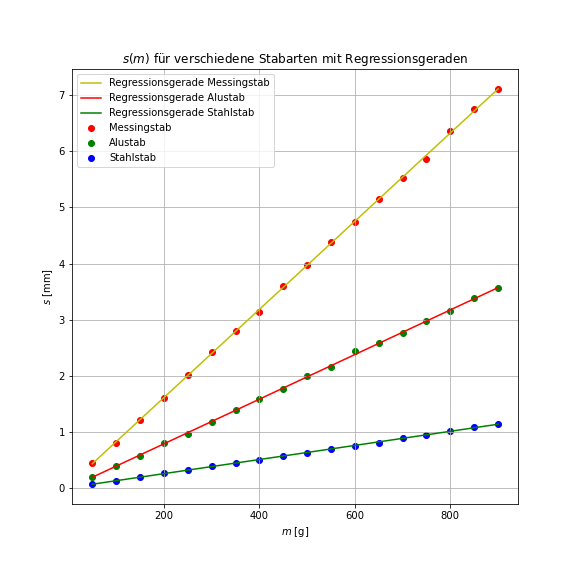 s(m) für verschiedene Stabarten mit Regressionsgeraden
Regressionsgerade Messingstab
Regressionsgerade Alustab
Regressionsgerade Stahlstab
Messingstab
Alustab
Stahlstab
7
6
5
4
3
2
1
0
s [mm]
200 400 600 800
m [g]